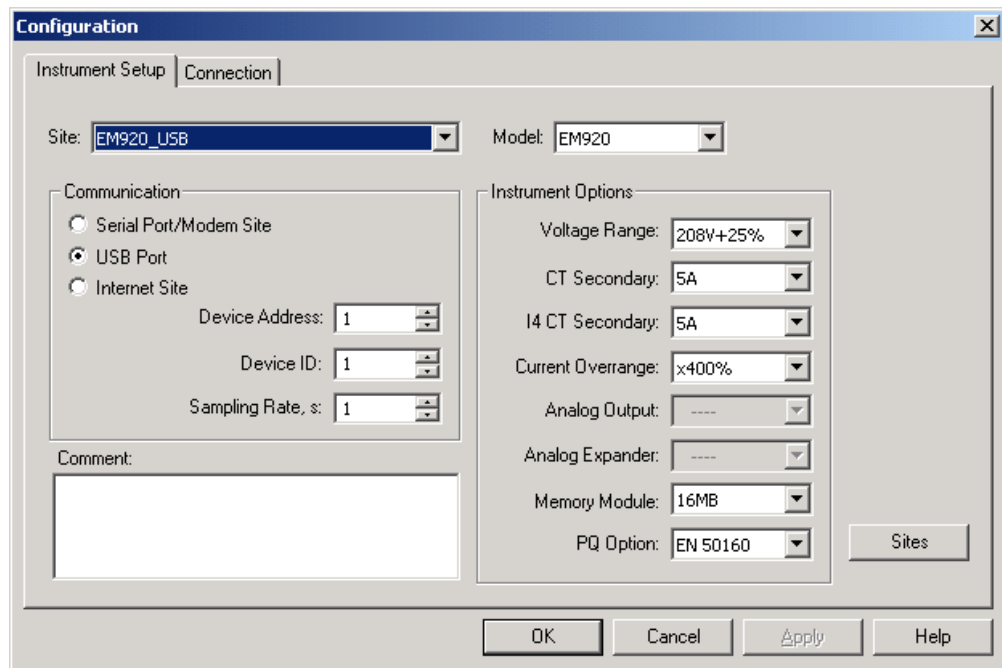 Configuration
Instrument Setup
Connection
Site: EM920_USB
Model: EM920
Communication
Serial Port/Modem Site
USB Port
Internet Site
Device Address: 1
Device ID: 1
Sampling Rate, s: 1
Comment:
Instrument Options
Voltage Range: 208V+25%
CT Secondary: 5A
I4 CT Secondary: 5A
Current Overrange: x400%
Analog Output: ----
Analog Expander: ----
Memory Module: 16MB
PQ Option: EN 50160
Sites
OK
Cancel
Apply
Help